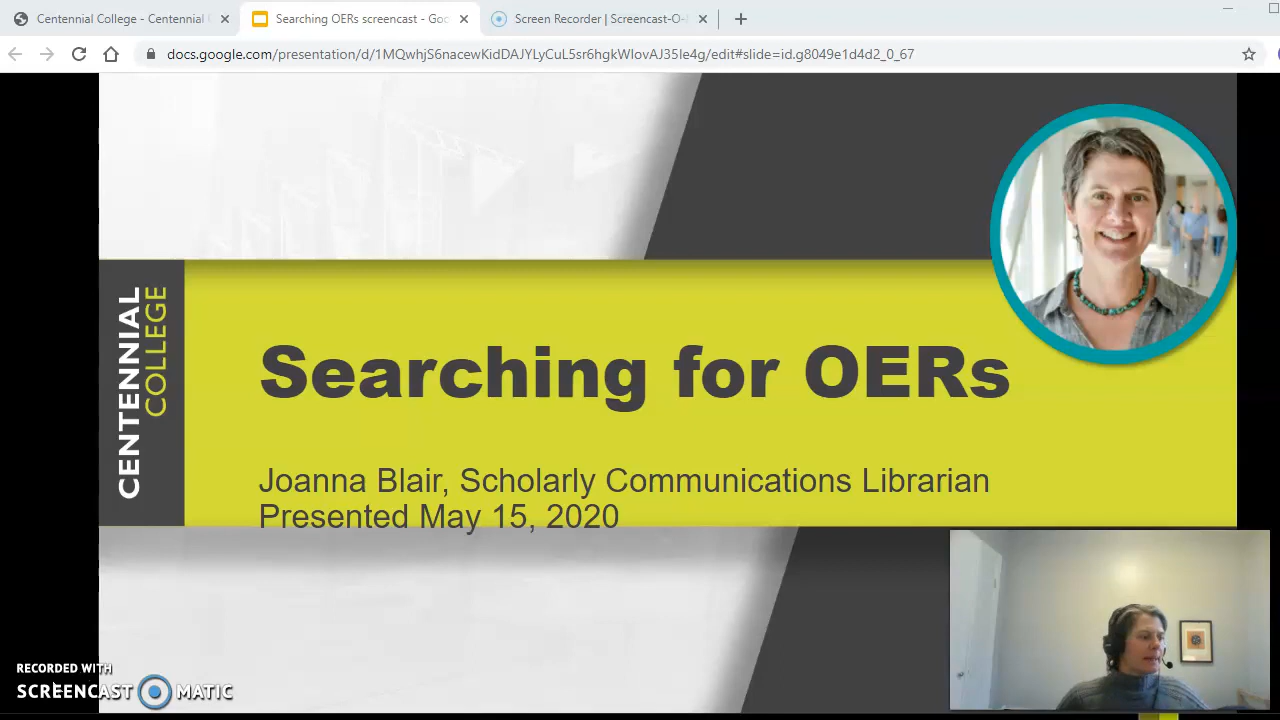 Centennial College - Centennial
Searching OERs screencast - Goo
Screen Recorder | Screencast-O-
docs.google.com/presentation/d/1MQwhjS6nacewKidDAJYLyCuL5sr6hgkWIovAJ35Ie4g/edit#slide=id.g8049e1d4d2_0_67
CENTENNIAL
COLLEGE
Searching for OERs
Joanna Blair, Scholarly Communications Librarian
Presented May 15, 2020
RECORDED WITH
SCREENCAST MATIC